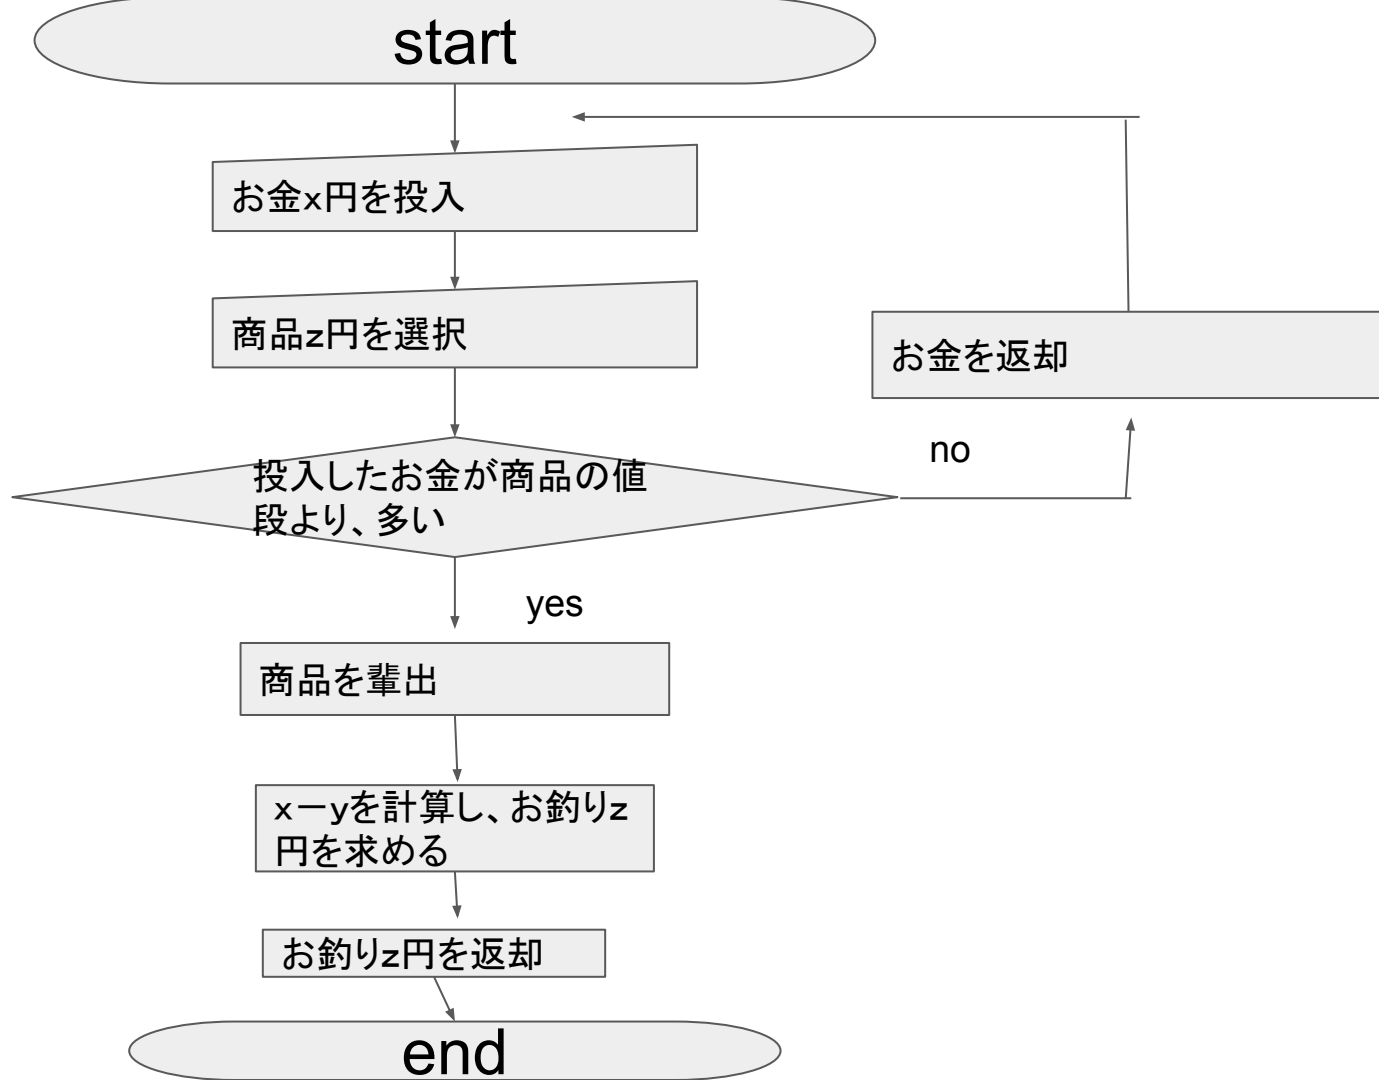 start
お金x円を投入
商品z円を選択
お金を返却
投入したお金が商品の値
段より、多い
no
yes
商品を輩出
x－yを計算し、お釣りz
円を求める
お釣りz円を返却
end